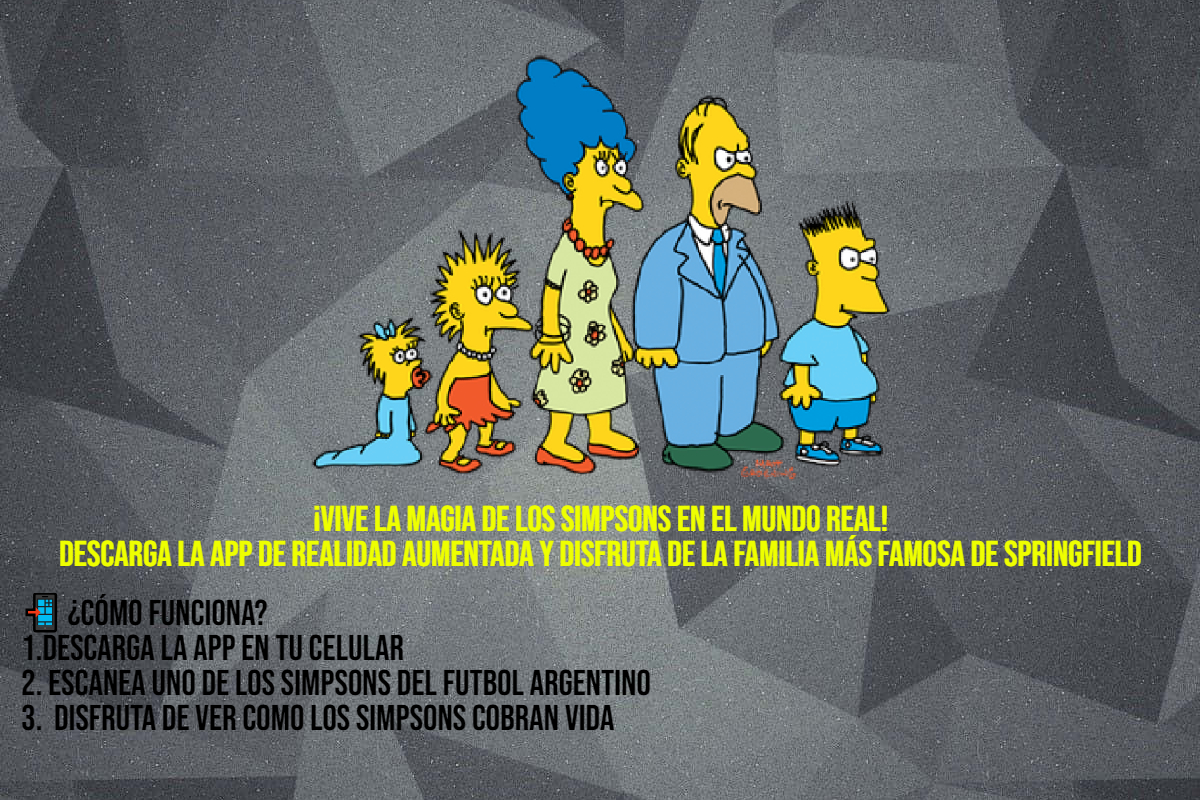 ¡VIVE LA MAGIA DE LOS SIMPSONS EN EL MUNDO REAL!
DESCARGA LA APP DE REALIDAD AUMENTADA Y DISFRUTA DE LA FAMILIA MÁS FAMOSA DE SPRINGFIELD
¿CÓMO FUNCIONA?
1.DESCARGA LA APP EN TU CELULAR
2. ESCANEA UNO DE LOS SIMPSONS DEL FUTBOL ARGENTINO
3. DISFRUTA DE VER COMO LOS SIMPSONS COBRAN VIDA